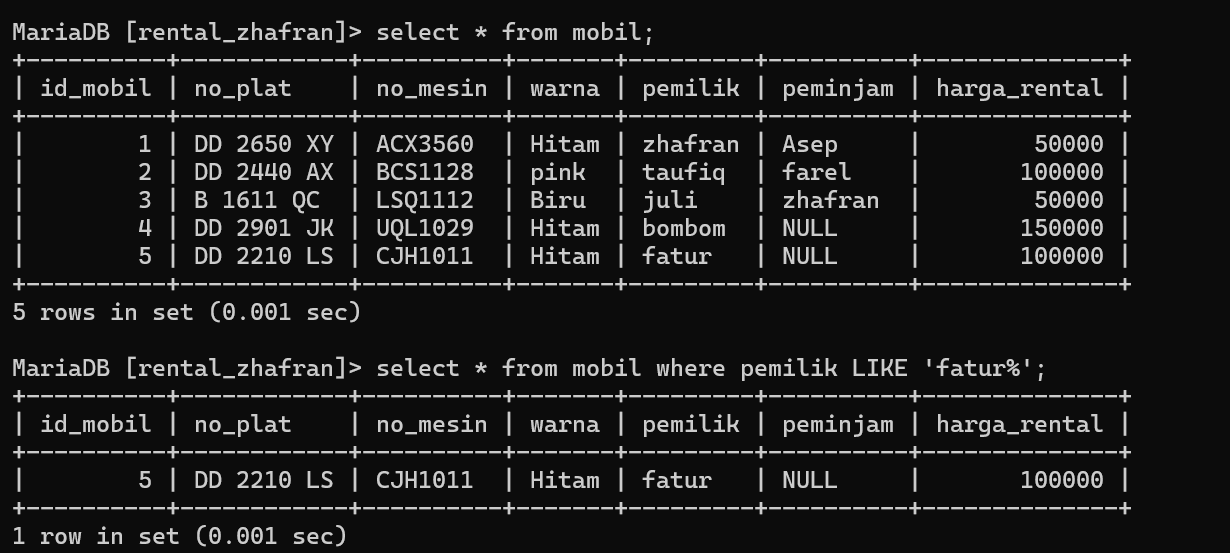 MariaDB [rental_zhafran]> select * from mobil;
+----------+------------+----------+-------+---------+----------+--------------+
| id_mobil | no_plat    | no_mesin | warna | pemilik | peminjam | harga_rental |
+----------+------------+----------+-------+---------+----------+--------------+
|        1 | DD 2650 XY | ACX3560  | Hitam | zhafran | Asep     |        50000 |
|        2 | DD 2440 AX | BCS1128  | pink  | taufiq  | farel    |       100000 |
|        3 | B 1611 QC  | LSQ1112  | Biru  | juli    | zhafran  |        50000 |
|        4 | DD 2901 JK | UQL1029  | Hitam | bombom  | NULL     |       150000 |
|        5 | DD 2210 LS | CJH1011  | Hitam | fatur   | NULL     |       100000 |
+----------+------------+----------+-------+---------+----------+--------------+
5 rows in set (0.001 sec)

MariaDB [rental_zhafran]> select * from mobil where pemilik LIKE 'fatur%';
+----------+------------+----------+-------+---------+----------+--------------+
| id_mobil | no_plat    | no_mesin | warna | pemilik | peminjam | harga_rental |
+----------+------------+----------+-------+---------+----------+--------------+
|        5 | DD 2210 LS | CJH1011  | Hitam | fatur   | NULL     |       100000 |
+----------+------------+----------+-------+---------+----------+--------------+
1 row in set (0.001 sec)